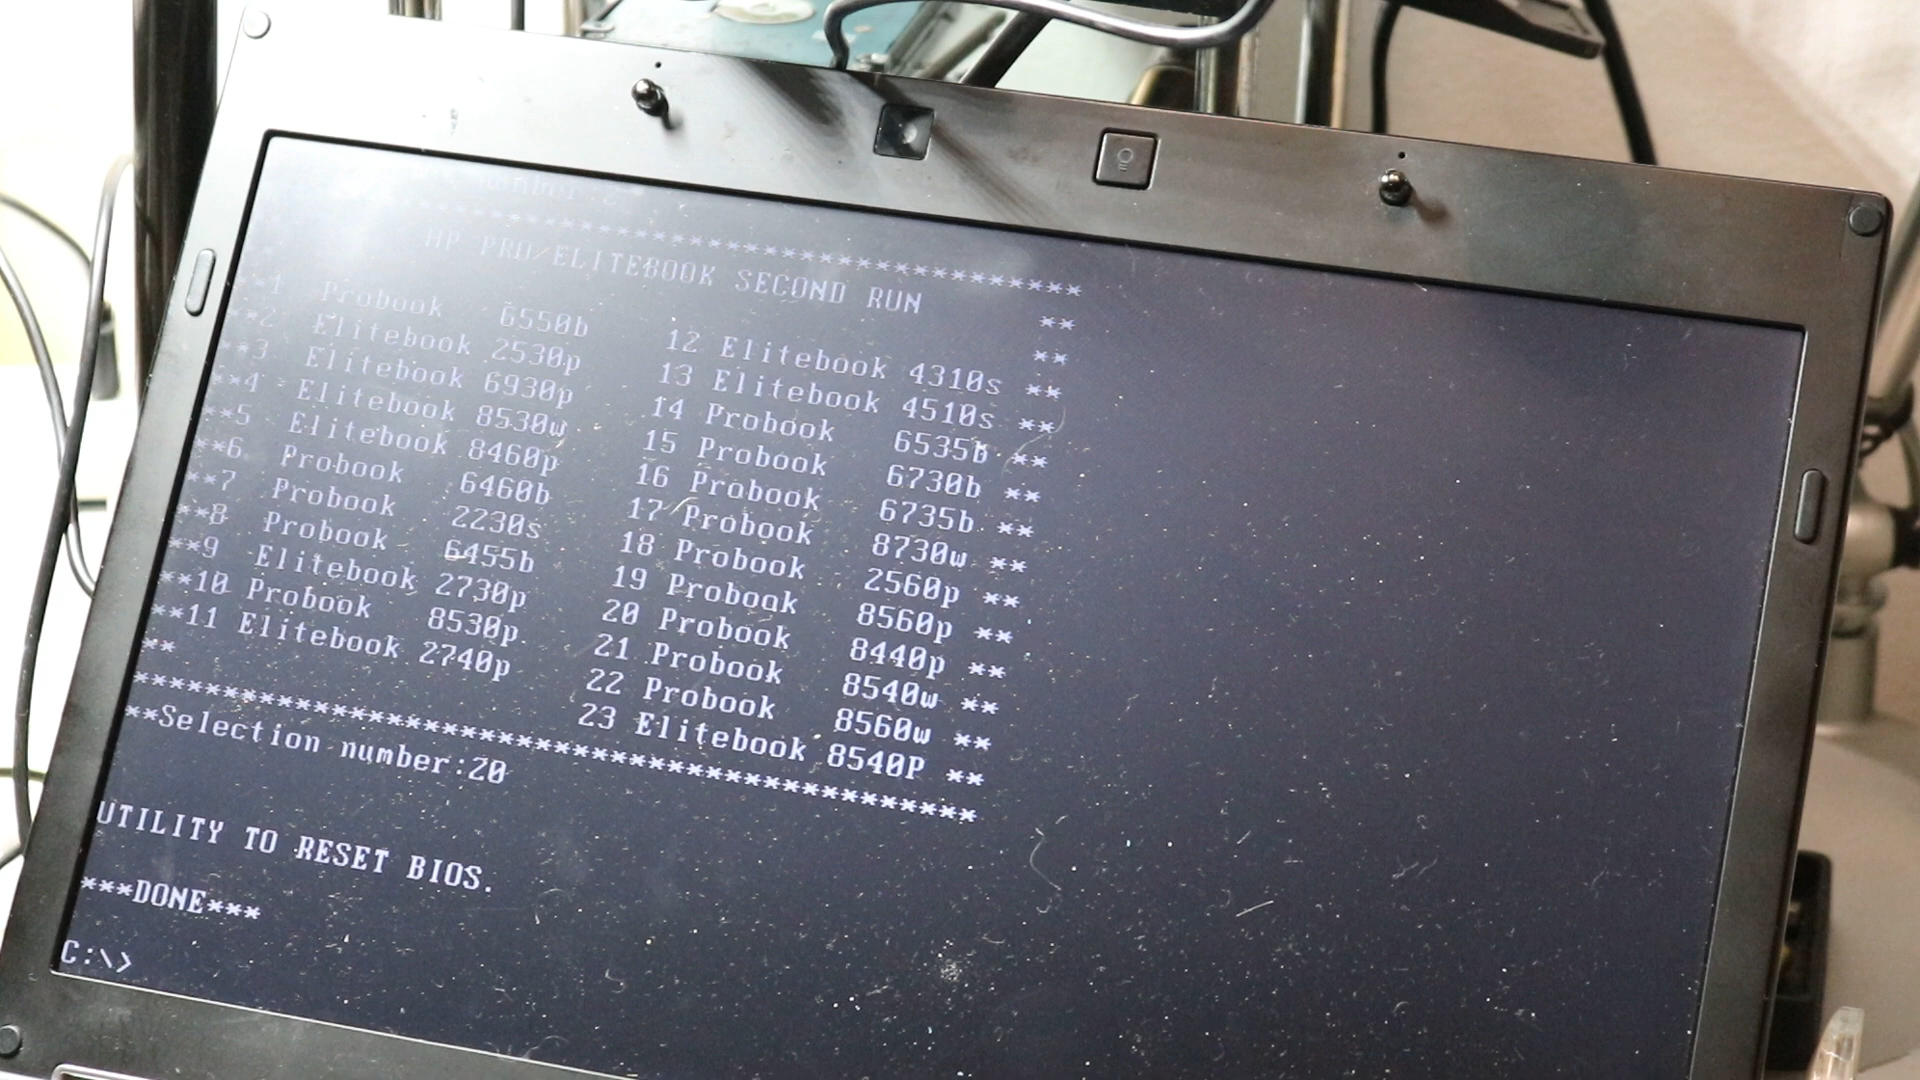 **********************************************
HP PRO/ELITEBOOK SECOND RUN **
**
**1 Probook 6550b 12 Elitebook 4310s **
**2 Elitebook 2530p 13 Elitebook 4510s **
**3 Elitebook 6930p 14 Probook 6535b **
**4 Elitebook 8530w 15 Probook 6730b **
**5 Elitebook 8460p 16 Probook 6735b **
**6 Probook 6460b 17 Probook 8730w **
**7 Probook 2230s 18 Probook 2560p **
**8 Probook 6455b 19 Probook 8560p **
**9 Elitebook 2730p 20 Probook 8440p **
**10 Probook 8530p 21 Probook 8540w **
**11 Elitebook 2740p 22 Probook 8560w **
** 23 Elitebook 8540P **
*********************************************************
**Selection number:20
UTILITY TO RESET BIOS.
***DONE***
C:\>